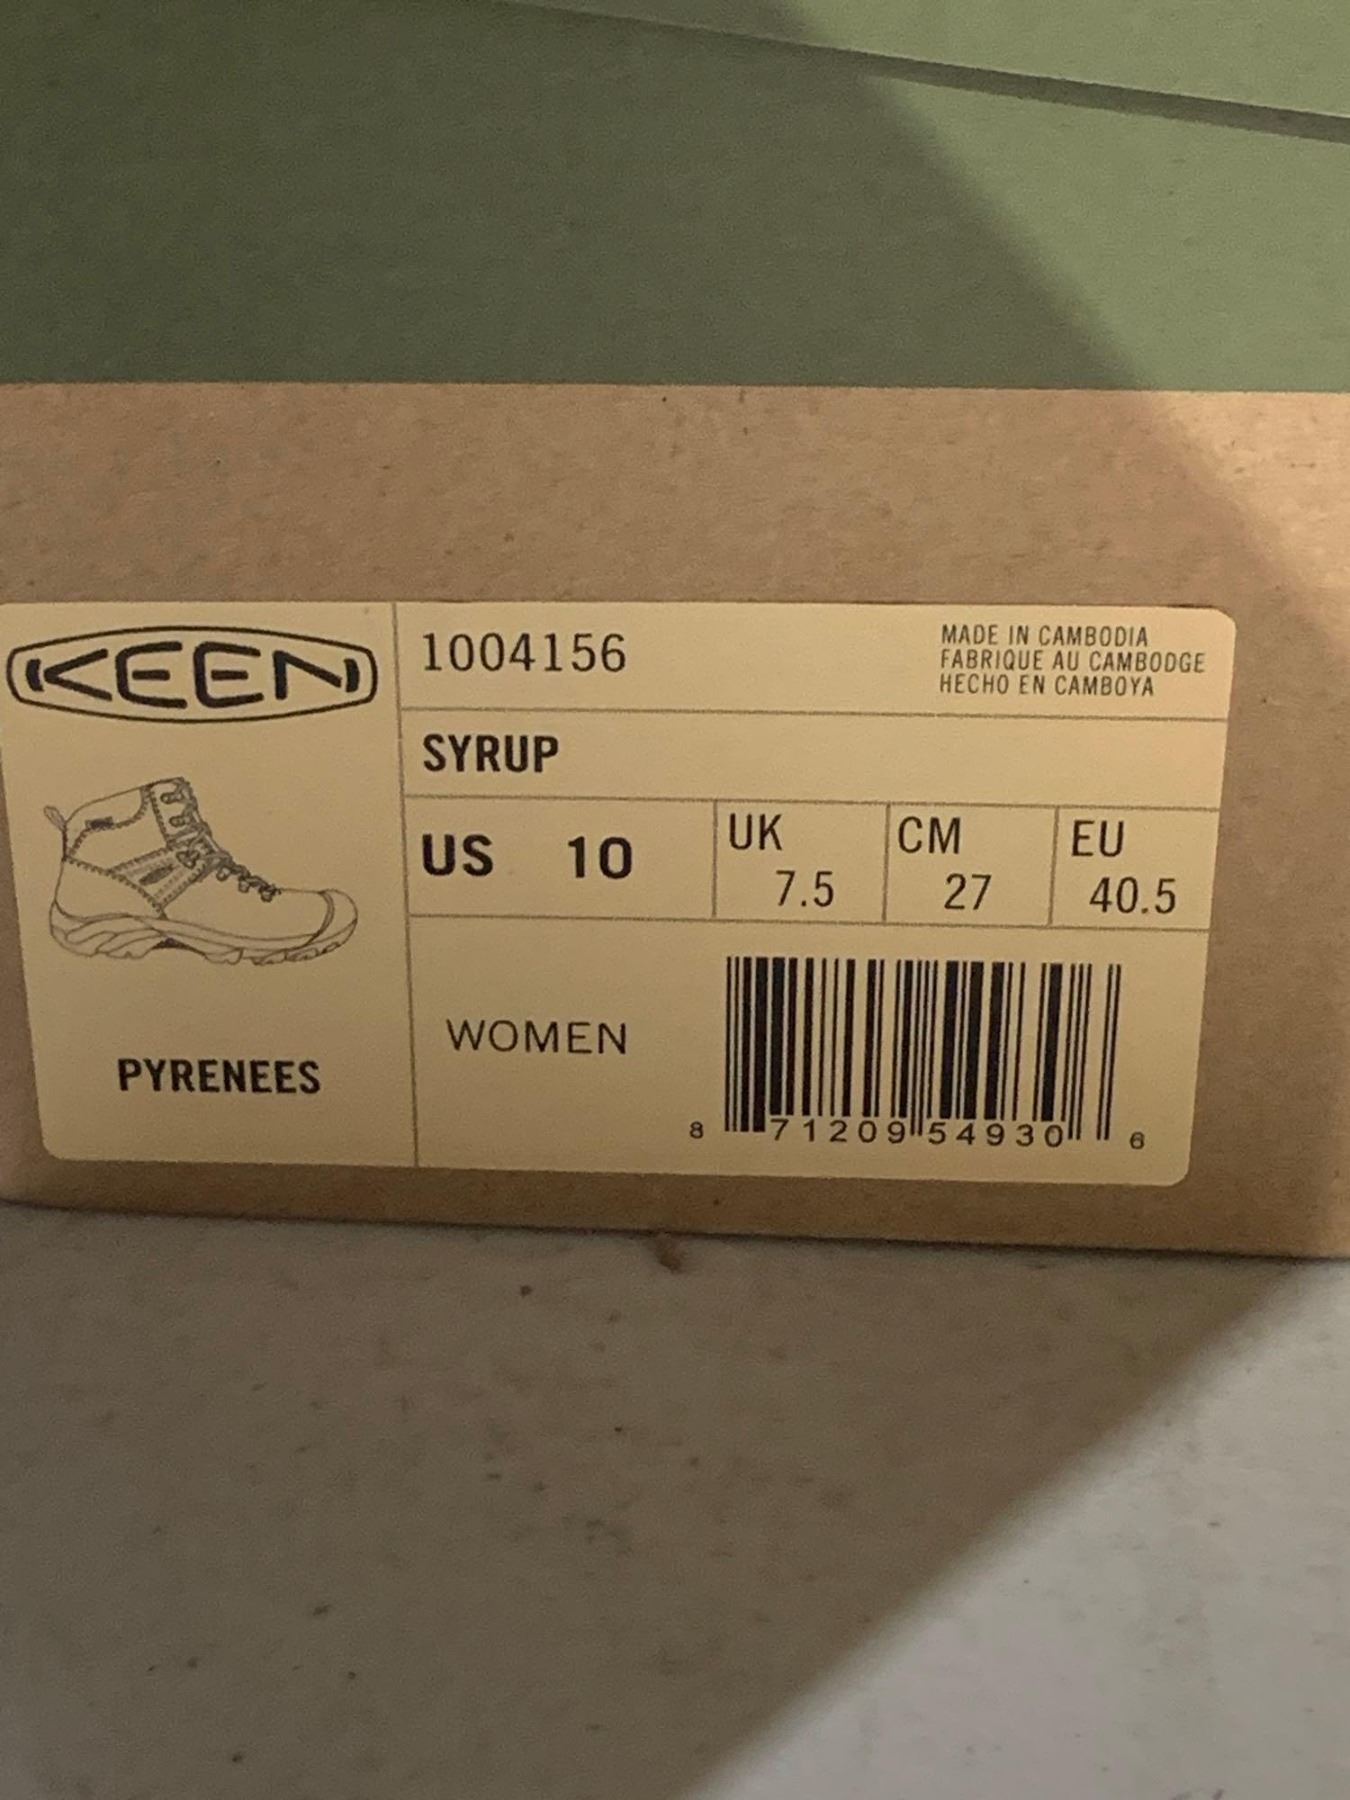 KEEN
PYRENEES
1004156
MADE IN CAMBODIA
FABRIQUE AU CAMBODGE
HECHO EN CAMBOYA
SYRUP
US 10
UK
7.5
CM
27
EU
40.5
WOMEN
8 71209 54930 6